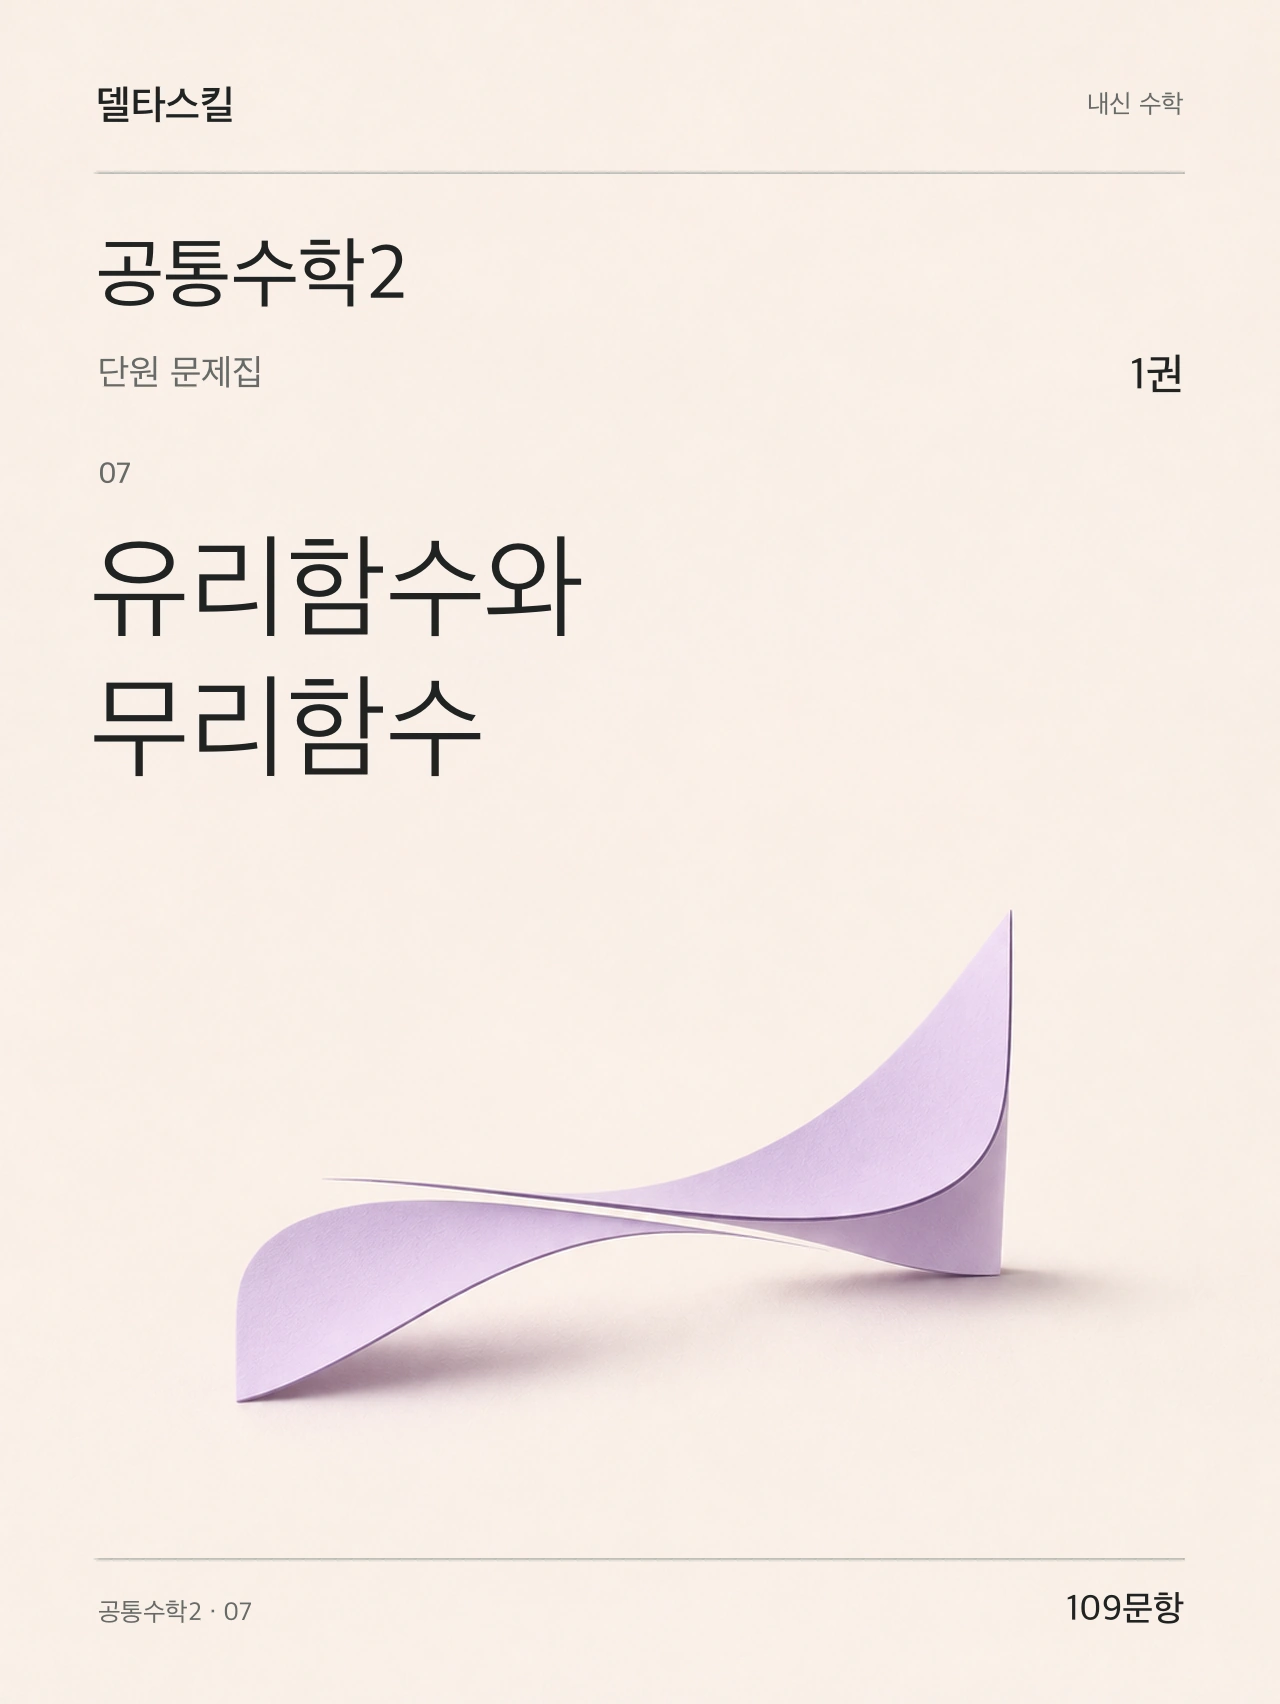 델타스킬
내신 수학
공통수학2
단원 문제집
1권
07
유리함수와
무리함수
공통수학2 · 07
109문항